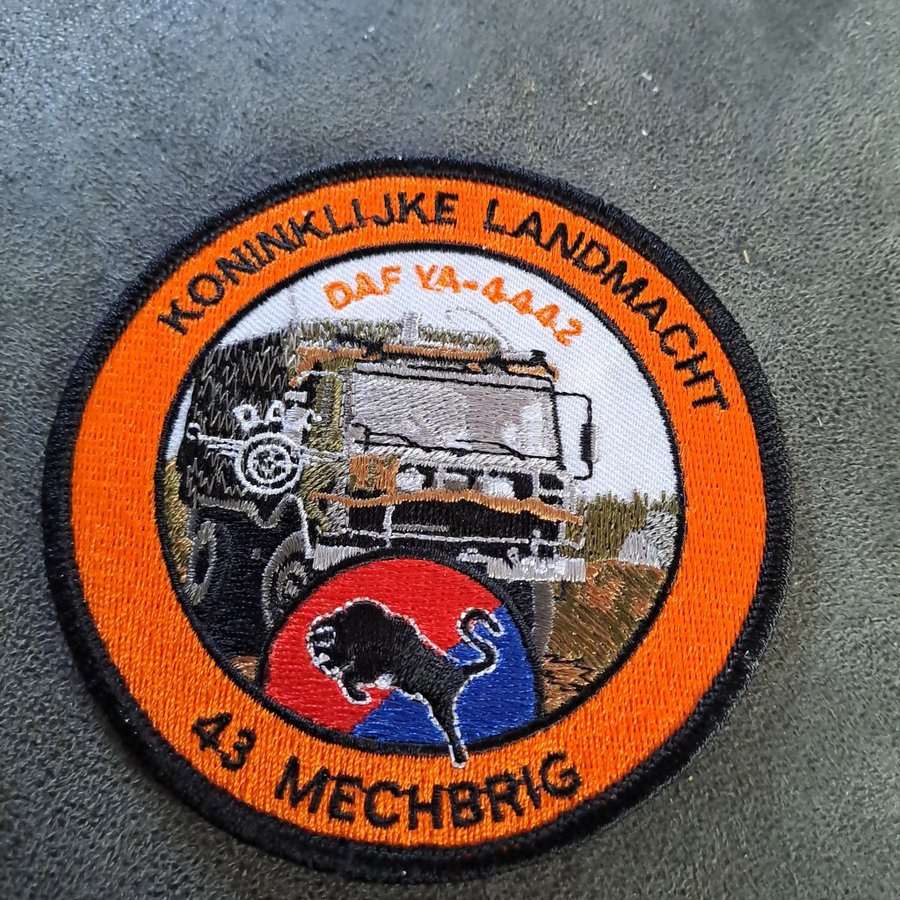 KONINKLIJKE LANDMACHT
DAF YA-4442
43 MECHBRIG